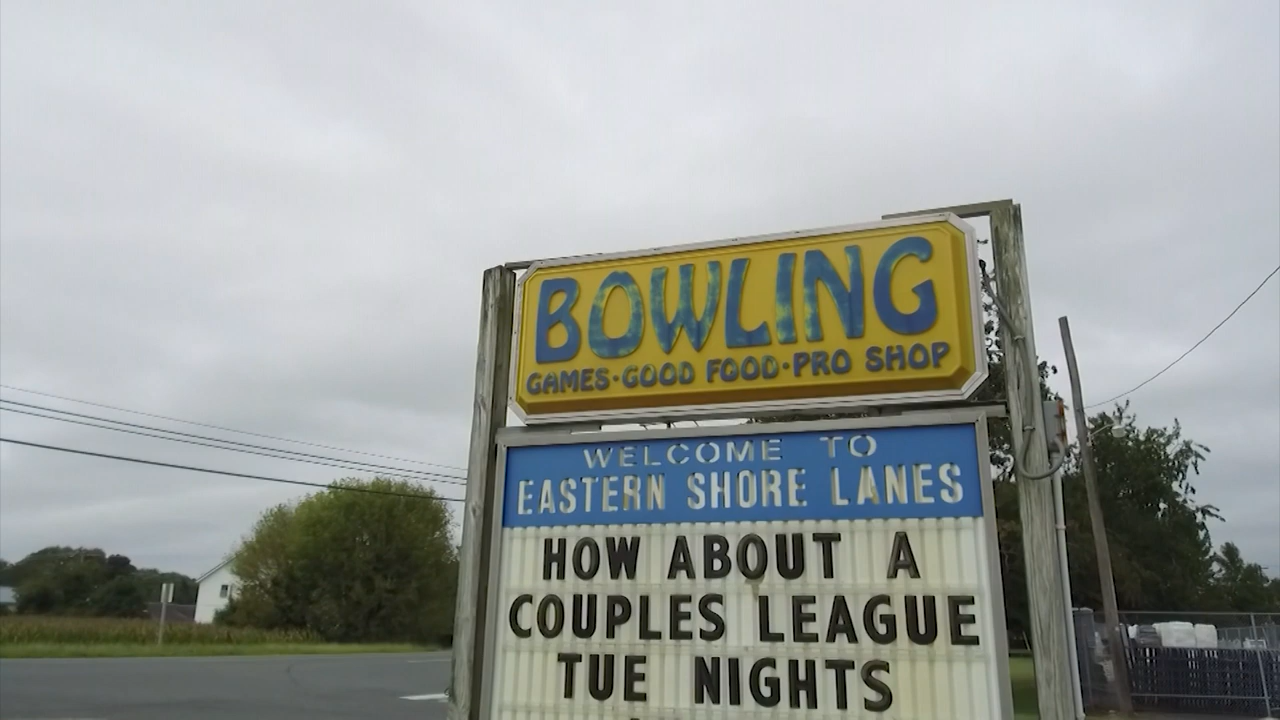 BOWLING
GAMES·GOOD FOOD·PRO SHOP
WELCOME TO
EASTERN SHORE LANES
HOW ABOUT A
COUPLES LEAGUE
TUE NIGHTS